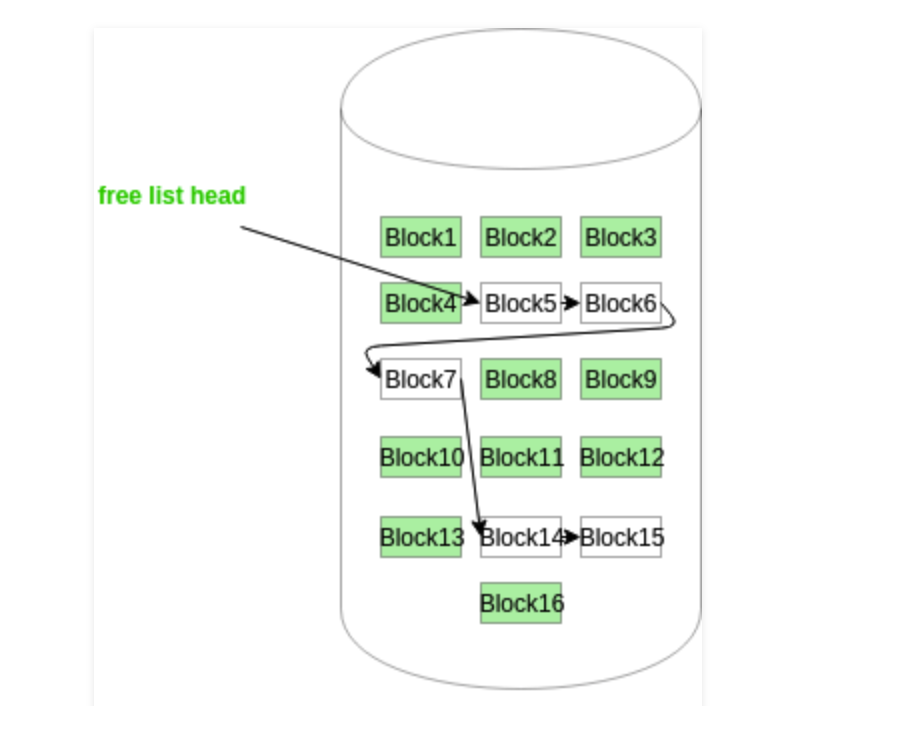 free list head
Block1 Block2 Block3
Block4 Block5 Block6
Block7 Block8 Block9
Block10 Block11 Block12
Block13 Block14 Block15
Block16